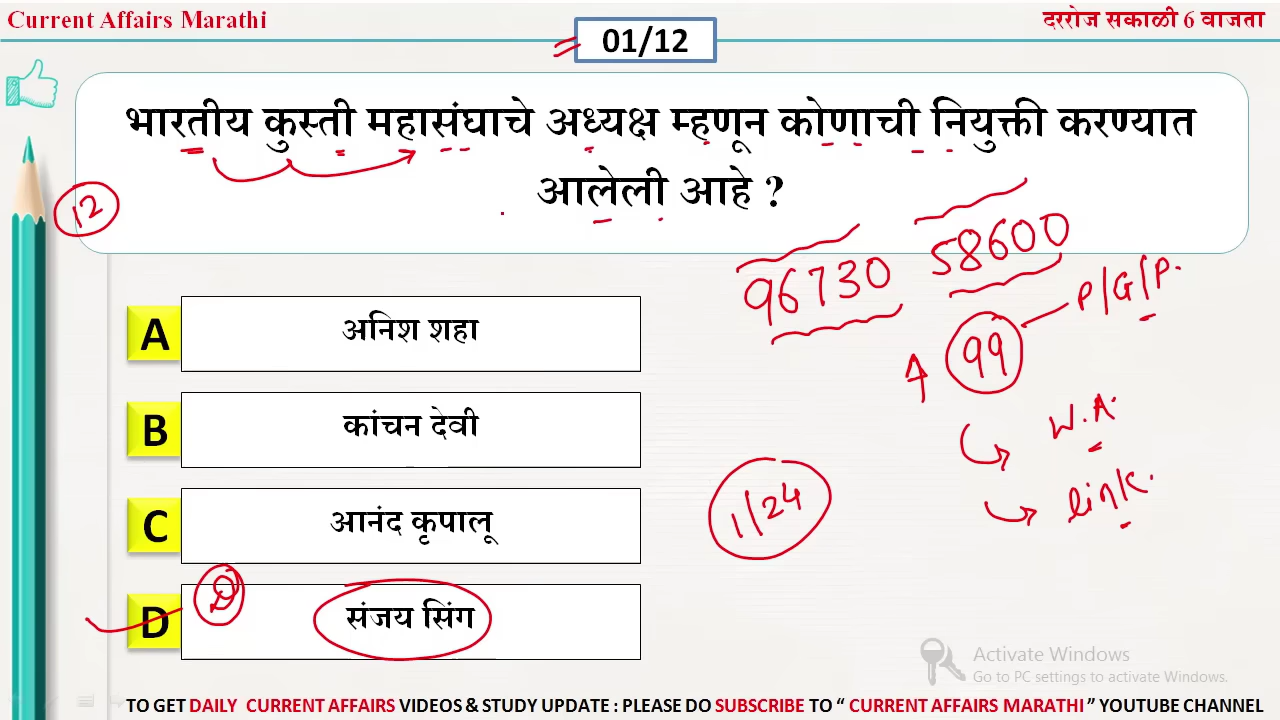 Current Affairs Marathi
दररोज सकाळी 6 वाजता
01/12
भारतीय कुस्ती महासंघाचे अध्यक्ष म्हणून कोणाची नियुक्ती करण्यात
आलेली आहे ?
12
96730
58600
P/G/P.
99
W.A.
link.
1/24
A
अनिश शहा
B
कांचन देवी
C
आनंद कृपालू
D
संजय सिंग
Activate Windows
Go to PC settings to activate Windows.
TO GET DAILY CURRENT AFFAIRS VIDEOS & STUDY UPDATE : PLEASE DO SUBSCRIBE TO “ CURRENT AFFAIRS MARATHI ” YOUTUBE CHANNEL